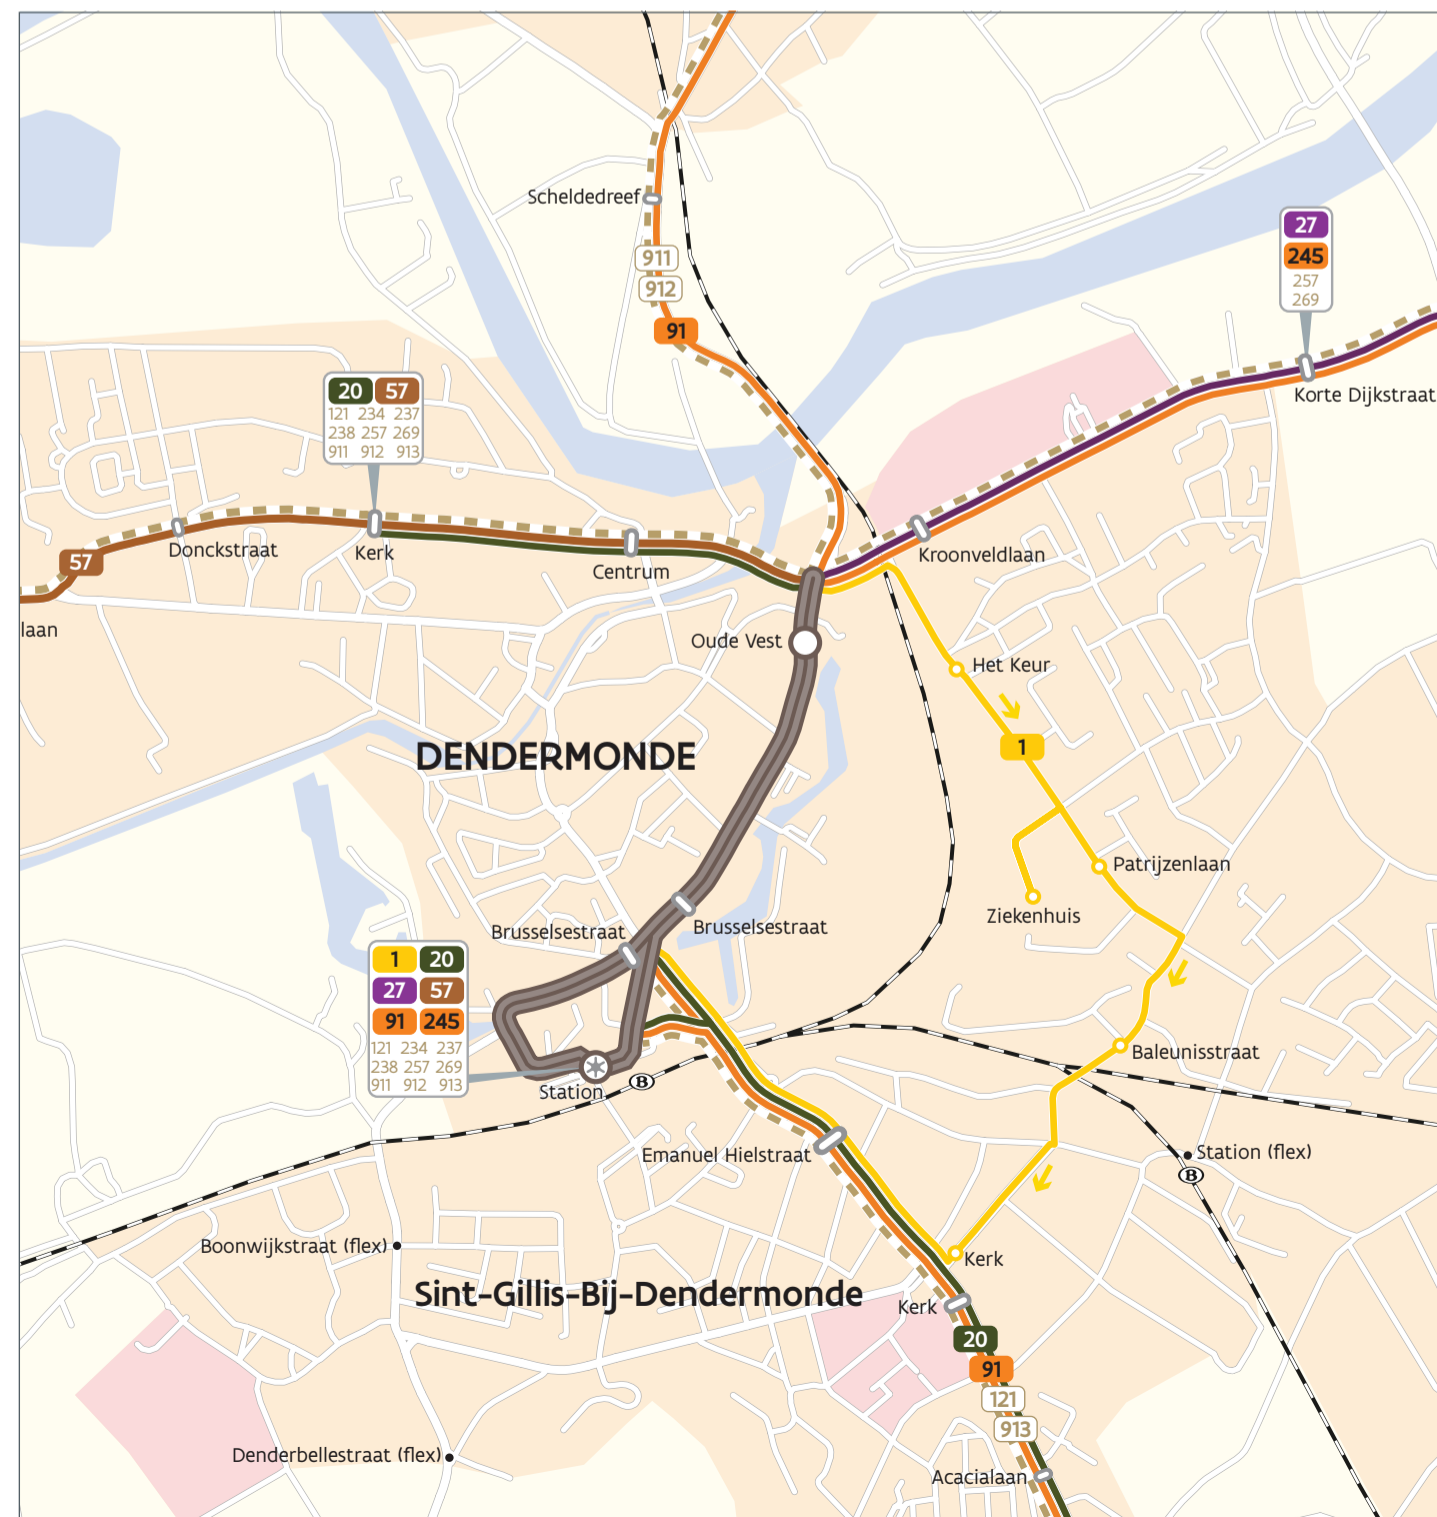 Scheldedreef
911
912
91
27
245
257
269
Korte Dijkstraat
20 57
121 234 237
238 257 269
911 912 913
57
Donckstraat
Kerk
Centrum
Kroonveldlaan
laan
Oude Vest
Het Keur
1
DENDERMONDE
Patrijzenlaan
Ziekenhuis
Brusselsestraat
Brusselsestraat
1 20
27 57
91 245
121 234 237
238 257 269
911 912 913
Station
B
Baleunisstraat
Emanuel Hielstraat
Station (flex)
B
Boonwijkstraat (flex)
Kerk
Sint-Gillis-Bij-Dendermonde
Kerk
20
91
121
913
Denderbellestraat (flex)
Acacialaan